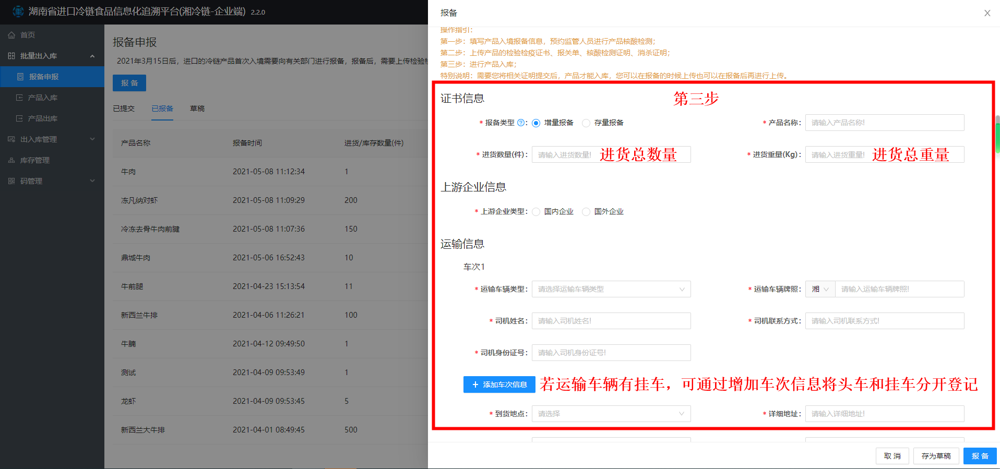 湖南省进口冷链食品信息化追溯平台(湘冷链-企业端) 2.2.0
首页
批量出入库
报备申报
产品入库
产品出库
出入库管理
库存管理
码管理
报备申报
2021年3月15日后，进口的冷链产品首次入境需要向有关部门进行报备，报备后，需要上传检验
报 备
已提交 已报备 草稿
产品名称 报备时间 进货/库存数量(件)
牛肉 2021-05-08 11:12:34 1
冻凡纳对虾 2021-05-08 11:09:29 200
冷冻去骨牛肉前腱 2021-05-08 11:07:36 150
鼎城牛肉 2021-05-06 16:52:43 10
牛前腿 2021-04-23 15:13:54 11
新西兰牛排 2021-04-06 11:26:21 100
牛腩 2021-04-12 09:49:50 1
测试 2021-04-09 09:53:49 1
龙虾 2021-04-09 09:53:45 5
新西兰大牛排 2021-04-01 08:49:45 500
报备
X
操作指引：
第一步：填写产品入境报备信息，预约监管人员进行产品核酸检测；
第二步：上传产品的检验检疫证书、报关单、核酸检测证明、消杀证明；
第三步：进行产品入库；
特别说明：需要您将相关证明提交后，产品才能入库，您可以在报备的时候上传也可以在报备后再进行上传。
证书信息
第三步
* 报备类型 ?： 增量报备 存量报备
* 产品名称： 请输入产品名称!
* 进货数量(件)： 请输入进货数量! 进货总数量
* 进货重量(Kg)： 请输入进货重量! 进货总重量
上游企业信息
* 上游企业类型： 国内企业 国外企业
运输信息
车次1
* 运输车辆类型： 请选择运输车辆类型
* 运输车辆牌照： 湘 请输入运输车辆牌照!
* 司机姓名： 请输入司机姓名!
* 司机联系方式： 请输入司机联系方式!
* 司机身份证号： 请输入司机身份证号!
+ 添加车次信息
若运输车辆有挂车，可通过增加车次信息将头车和挂车分开登记
* 到货地点： 请选择
* 详细地址： 请输入详细地址!
取 消 存为草稿 报 备